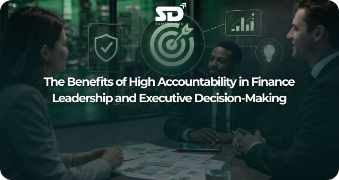 SD
The Benefits of High Accountability in Finance
Leadership and Executive Decision-Making